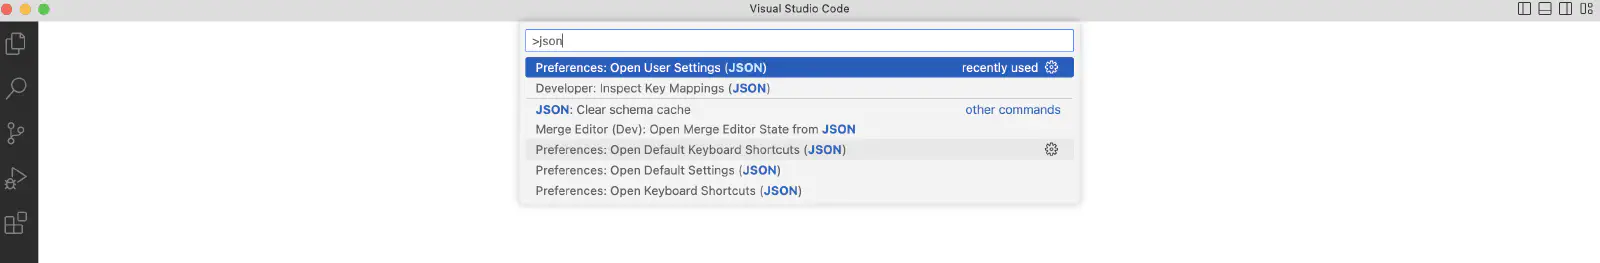 Visual Studio Code
>json
Preferences: Open User Settings (JSON) recently used
Developer: Inspect Key Mappings (JSON)
JSON: Clear schema cache other commands
Merge Editor (Dev): Open Merge Editor State from JSON
Preferences: Open Default Keyboard Shortcuts (JSON)
Preferences: Open Default Settings (JSON)
Preferences: Open Keyboard Shortcuts (JSON)